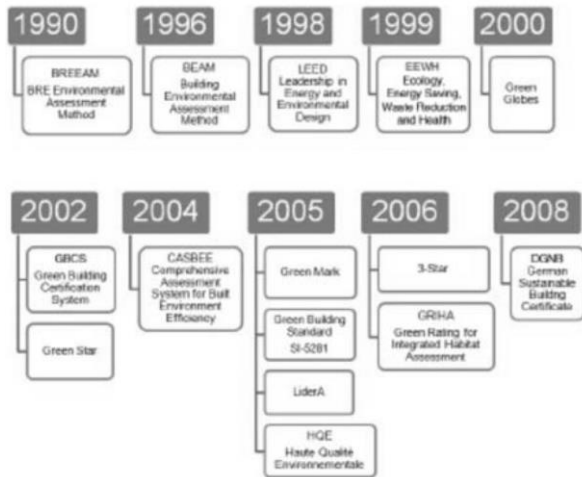 1990
BREEAM
BRE Environmental
Assessment
Method
1996
BEAM
Building
Environmental
Assessment
Method
1998
LEED
Leadership in
Energy and
Environmental
Design
1999
EEWH
Ecology,
Energy Saving,
Waste Reduction
and Health
2000
Green
Globes
2002
GBCS
Green Building
Certification
System
Green Star
2004
CASBEE
Comprehensive
Assessment
System for Built
Environment
Efficiency
2005
Green Mark
Green Building
Standard
SI-5281
LiderA
HQE
Haute Qualité
Environnementale
2006
3-Star
GRIHA
Green Rating for
Integrated Habitat
Assessment
2008
DGNB
German
Sustainable
Building
Certificate